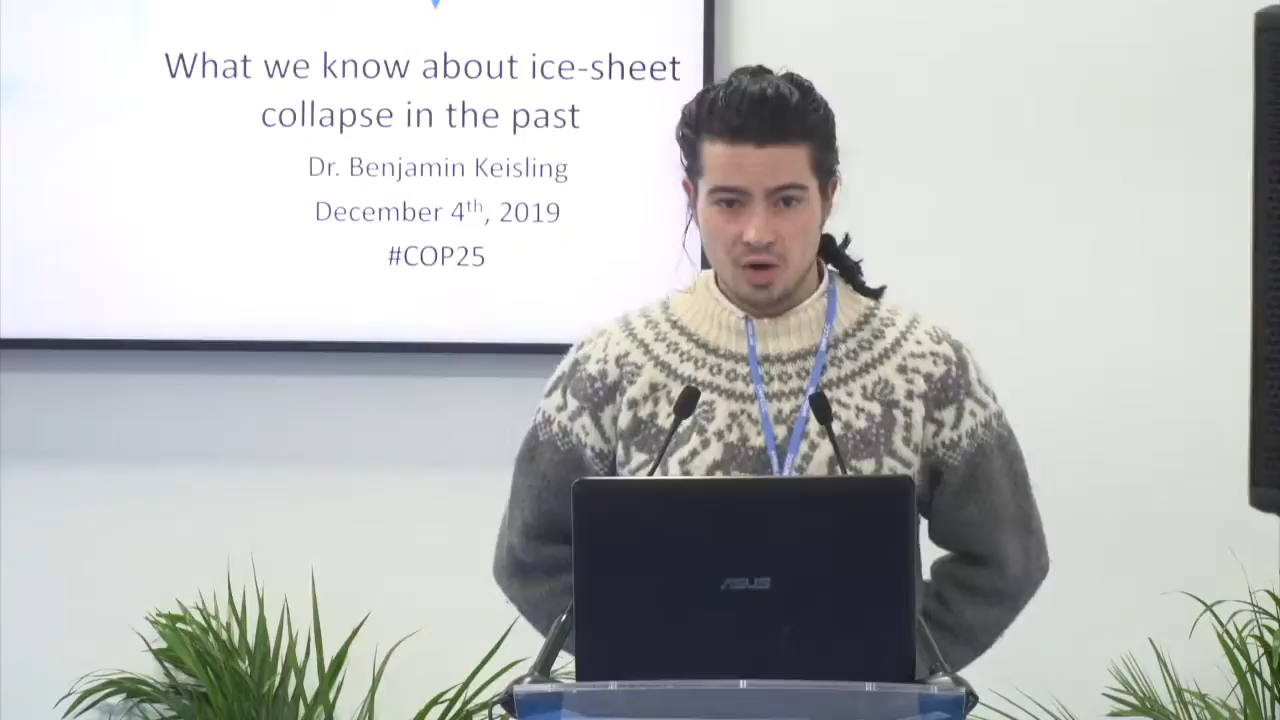 What we know about ice-sheet
collapse in the past
Dr. Benjamin Keisling
December 4th, 2019
#COP25
ASUS